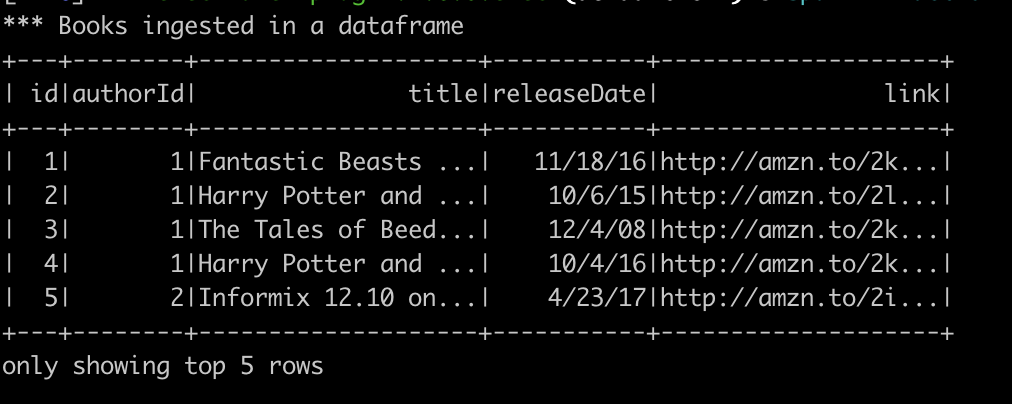 *** Books ingested in a dataframe
+---+--------+--------------------+-----------+--------------------+
| id|authorId|               title|releaseDate|                link|
+---+--------+--------------------+-----------+--------------------+
|  1|       1|Fantastic Beasts ...|   11/18/16|http://amzn.to/2k...|
|  2|       1|Harry Potter and ...|    10/6/15|http://amzn.to/2l...|
|  3|       1|The Tales of Beed...|    12/4/08|http://amzn.to/2k...|
|  4|       1|Harry Potter and ...|    10/4/16|http://amzn.to/2k...|
|  5|       2|Informix 12.10 on...|    4/23/17|http://amzn.to/2i...|
+---+--------+--------------------+-----------+--------------------+
only showing top 5 rows